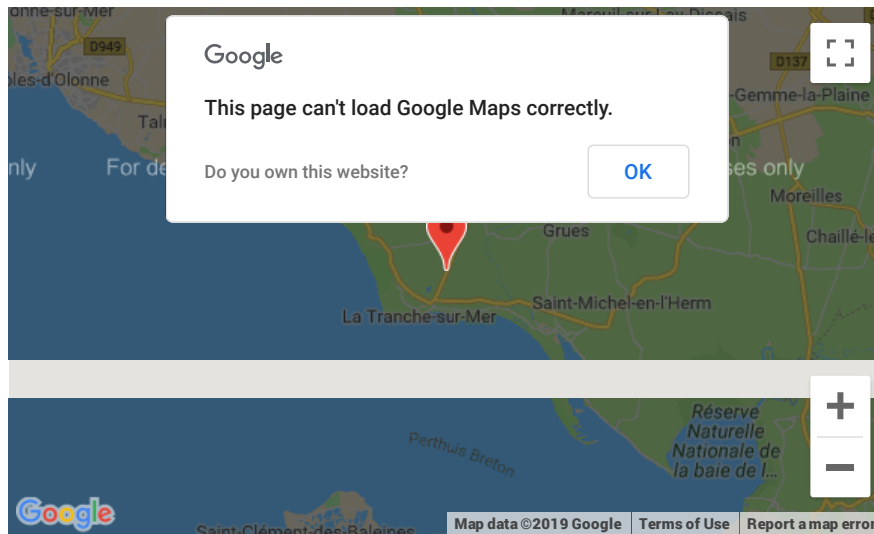 onne-sur-Mer
Mareuil-sur-Lay-Dissais
D949
Google
D137
les-d'Olonne
-Gemme-la-Plaine
This page can't load Google Maps correctly.
Tal
nly
For de
Do you own this website?
OK
ses only
Moreilles
Grues
Chaillé-le
Saint-Michel-en-l'Herm
La Tranche-sur-Mer
Réserve
Naturelle
Nationale de
la baie de l'...
Perthuis Breton
Google
Saint-Clément-des-Baleines
Map data ©2019 Google
Terms of Use
Report a map error